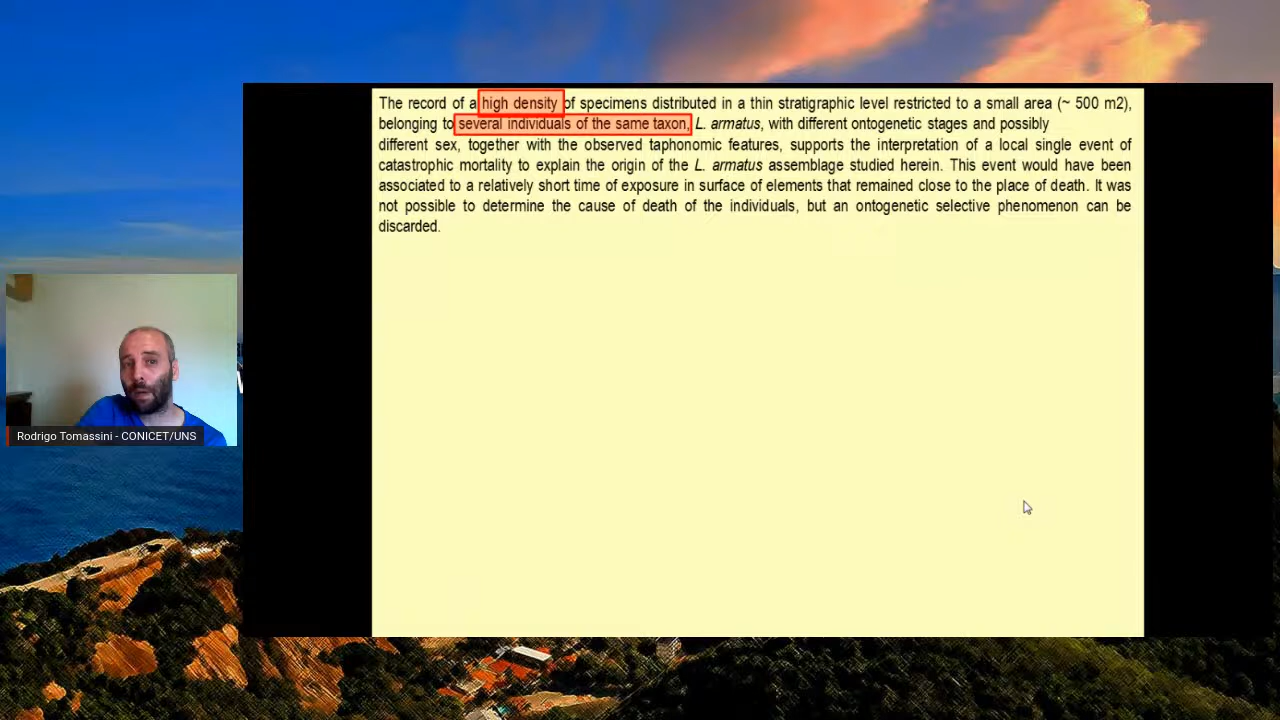 The record of a high density of specimens distributed in a thin stratigraphic level restricted to a small area (~ 500 m2),
belonging to several individuals of the same taxon, L. armatus, with different ontogenetic stages and possibly
different sex, together with the observed taphonomic features, supports the interpretation of a local single event of
catastrophic mortality to explain the origin of the L. armatus assemblage studied herein. This event would have been
associated to a relatively short time of exposure in surface of elements that remained close to the place of death. It was
not possible to determine the cause of death of the individuals, but an ontogenetic selective phenomenon can be
discarded.
Rodrigo Tomassini - CONICET/UNS